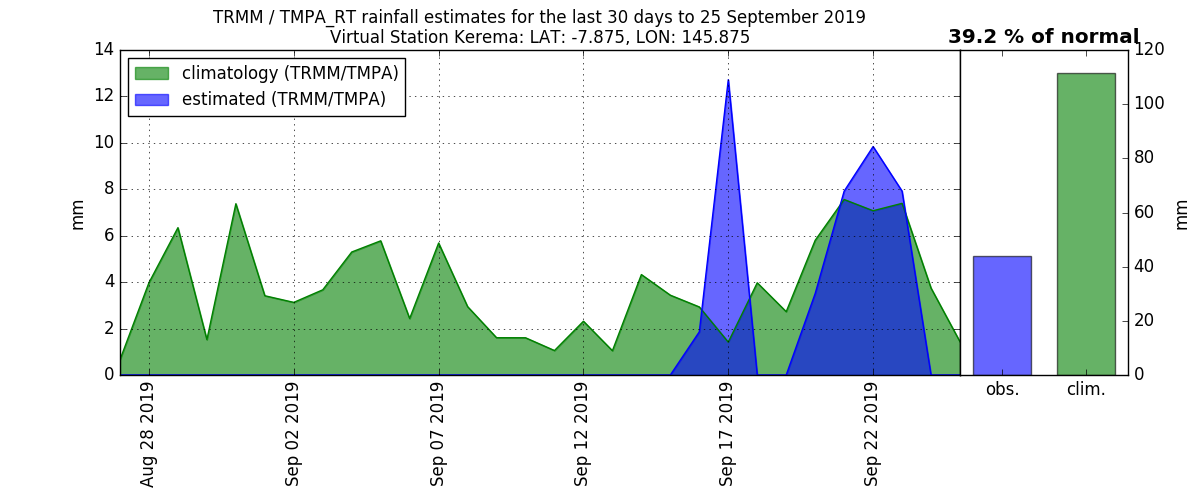 TRMM / TMPA_RT rainfall estimates for the last 30 days to 25 September 2019
Virtual Station Kerema: LAT: -7.875, LON: 145.875
39.2 % of normal
climatology (TRMM/TMPA)
estimated (TRMM/TMPA)
14
12
10
8
6
4
2
0
mm
Aug 28 2019
Sep 02 2019
Sep 07 2019
Sep 12 2019
Sep 17 2019
Sep 22 2019
120
100
80
60
40
20
0
mm
obs.
clim.